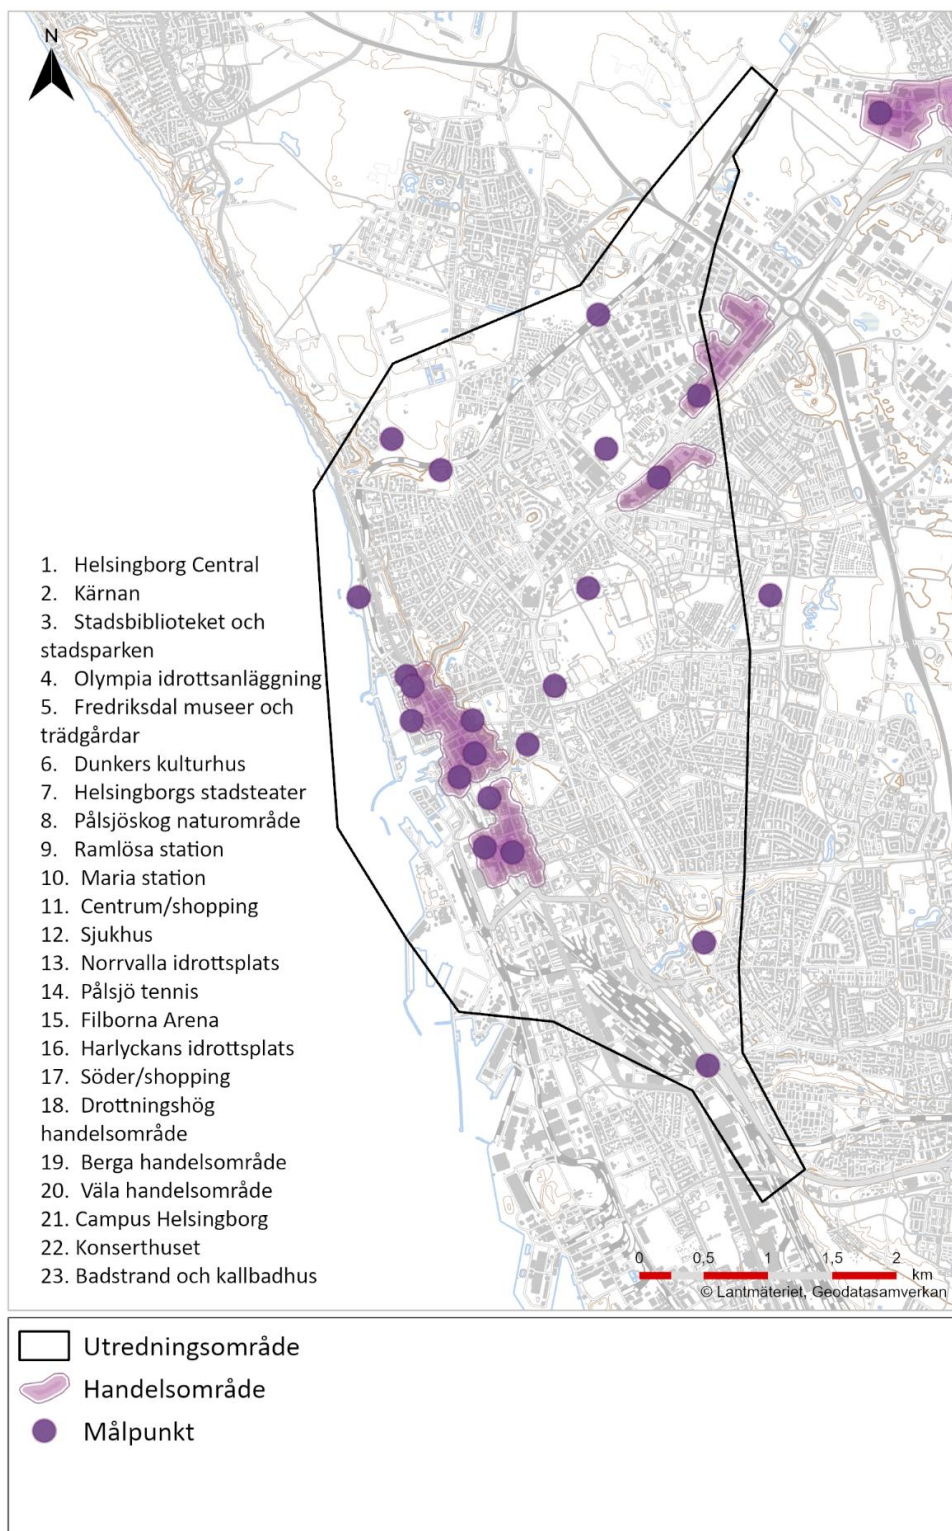 N
1. Helsingborg Central
2. Kärnan
3. Stadsbiblioteket och
stadsparken
4. Olympia idrottsanläggning
5. Fredriksdal museer och
trädgårdar
6. Dunkers kulturhus
7. Helsingborgs stadsteater
8. Pålsjöskog naturområde
9. Ramlösa station
10. Maria station
11. Centrum/shopping
12. Sjukhus
13. Norrvalla idrottsplats
14. Pålsjö tennis
15. Filborna Arena
16. Harlyckans idrottsplats
17. Söder/shopping
18. Drottningshög
handelsområde
19. Berga handelsområde
20. Väla handelsområde
21. Campus Helsingborg
22. Konserthuset
23. Badstrand och kallbadhus
0 0,5 1 1,5 2
km
© Lantmäteriet, Geodatasamverkan
Utredningsområde
Handelsområde
Målpunkt